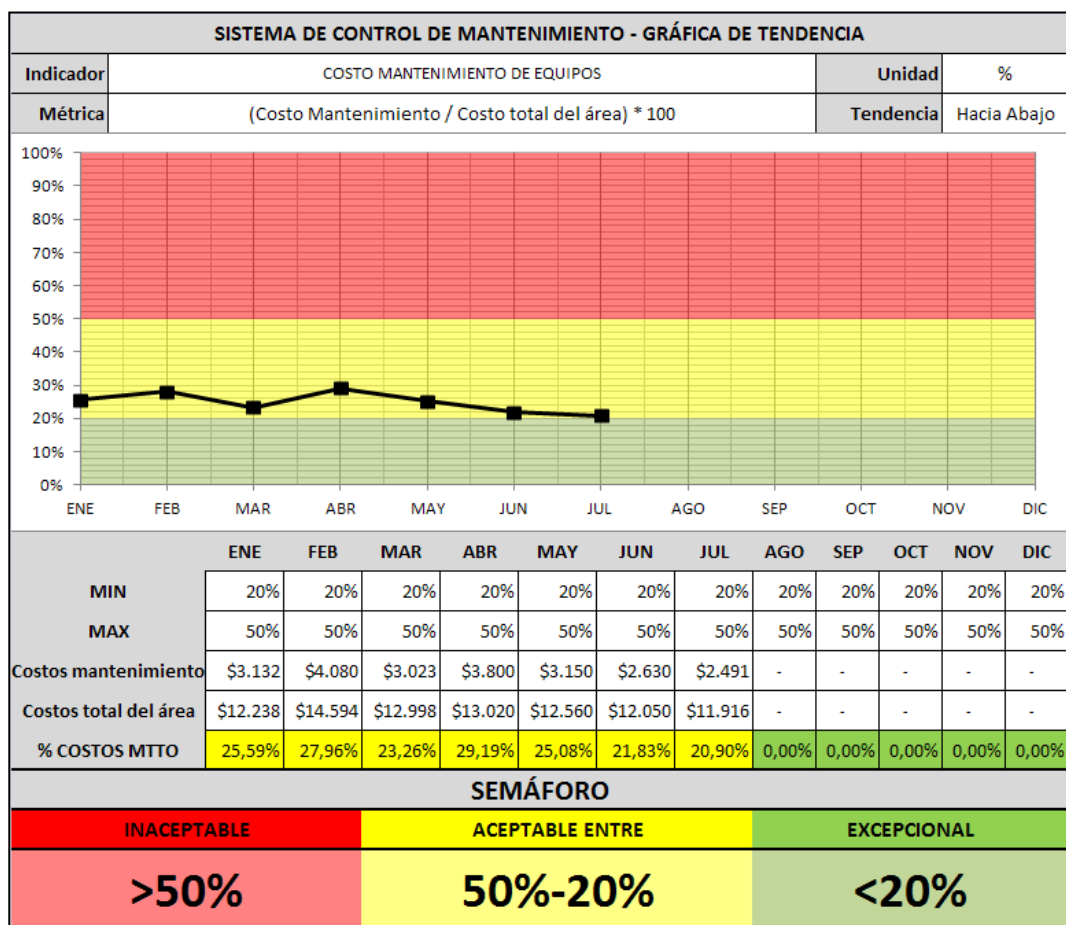 SISTEMA DE CONTROL DE MANTENIMIENTO - GRÁFICA DE TENDENCIA
Indicador COSTO MANTENIMIENTO DE EQUIPOS Unidad %
Métrica (Costo Mantenimiento / Costo total del área) * 100 Tendencia Hacia Abajo
100%
90%
80%
70%
60%
50%
40%
30%
20%
10%
0%
ENE FEB MAR ABR MAY JUN JUL AGO SEP OCT NOV DIC
ENE FEB MAR ABR MAY JUN JUL AGO SEP OCT NOV DIC
MIN 20% 20% 20% 20% 20% 20% 20% 20% 20% 20% 20% 20%
MAX 50% 50% 50% 50% 50% 50% 50% 50% 50% 50% 50% 50%
Costos mantenimiento $3.132 $4.080 $3.023 $3.800 $3.150 $2.630 $2.491 - - - - -
Costos total del área $12.238 $14.594 $12.998 $13.020 $12.560 $12.050 $11.916 - - - - -
% COSTOS MTTO 25,59% 27,96% 23,26% 29,19% 25,08% 21,83% 20,90% 0,00% 0,00% 0,00% 0,00% 0,00%
SEMÁFORO
INACEPTABLE ACEPTABLE ENTRE EXCEPCIONAL
>50% 50%-20% <20%